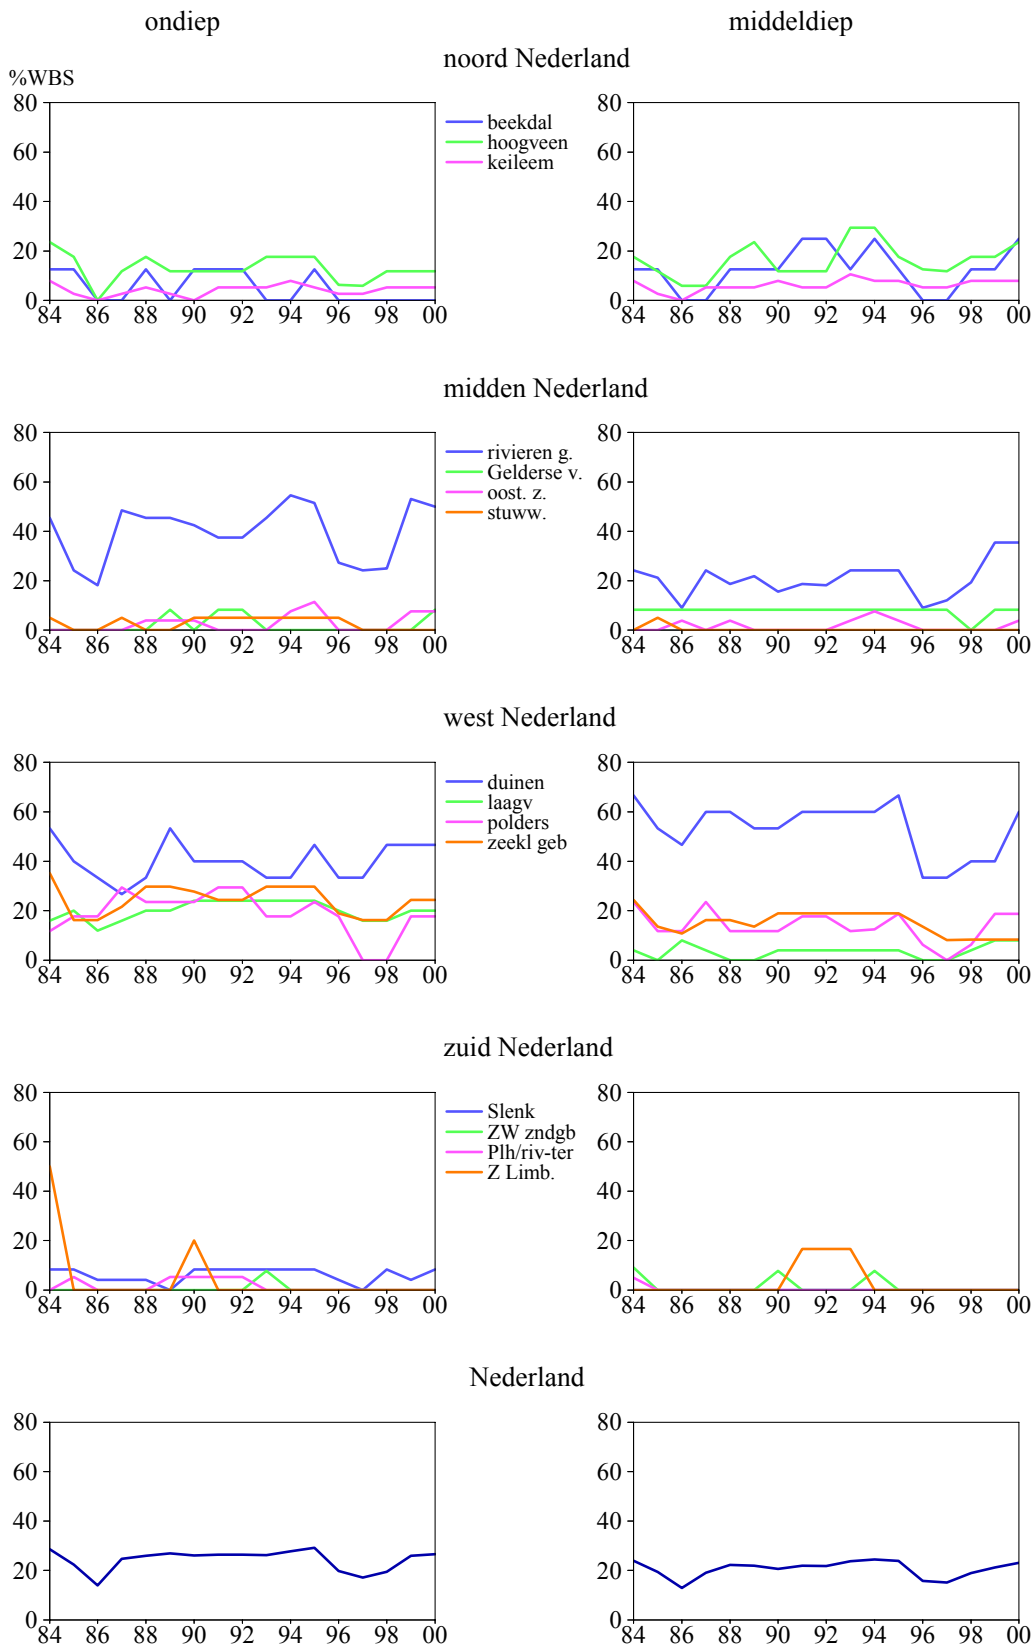 ondiep middeldiep
noord Nederland
%WBS
80 80
60 60
40 40
20 20
0 0
84 86 88 90 92 94 96 98 00 84 86 88 90 92 94 96 98 00
beekdal
hoogveen
keileem
midden Nederland
80 80
60 60
40 40
20 20
0 0
84 86 88 90 92 94 96 98 00 84 86 88 90 92 94 96 98 00
rivieren g.
Gelderse v.
oost. z.
stuww.
west Nederland
80 80
60 60
40 40
20 20
0 0
84 86 88 90 92 94 96 98 00 84 86 88 90 92 94 96 98 00
duinen
laagv
polders
zeekl geb
zuid Nederland
80 80
60 60
40 40
20 20
0 0
84 86 88 90 92 94 96 98 00 84 86 88 90 92 94 96 98 00
Slenk
ZW zndgb
Plh/riv-ter
Z Limb.
Nederland
80 80
60 60
40 40
20 20
0 0
84 86 88 90 92 94 96 98 00 84 86 88 90 92 94 96 98 00